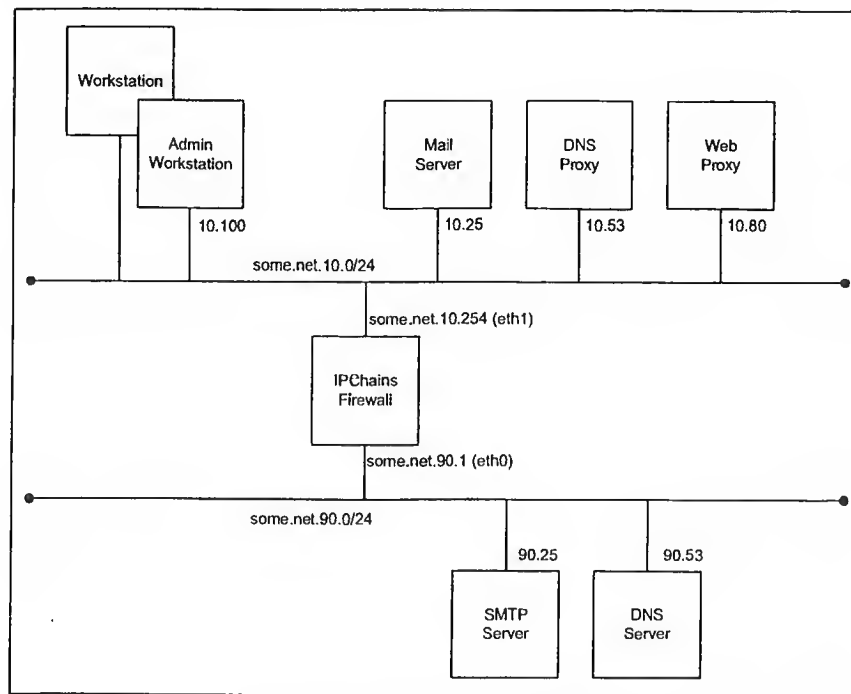 Workstation
Admin
Workstation
Mail
Server
DNS
Proxy
Web
Proxy
10.100
10.25
10.53
10.80
some.net.10.0/24
some.net.10.254 (eth1)
IPChains
Firewall
some.net.90.1 (eth0)
some.net.90.0/24
90.25
90.53
SMTP
Server
DNS
Server